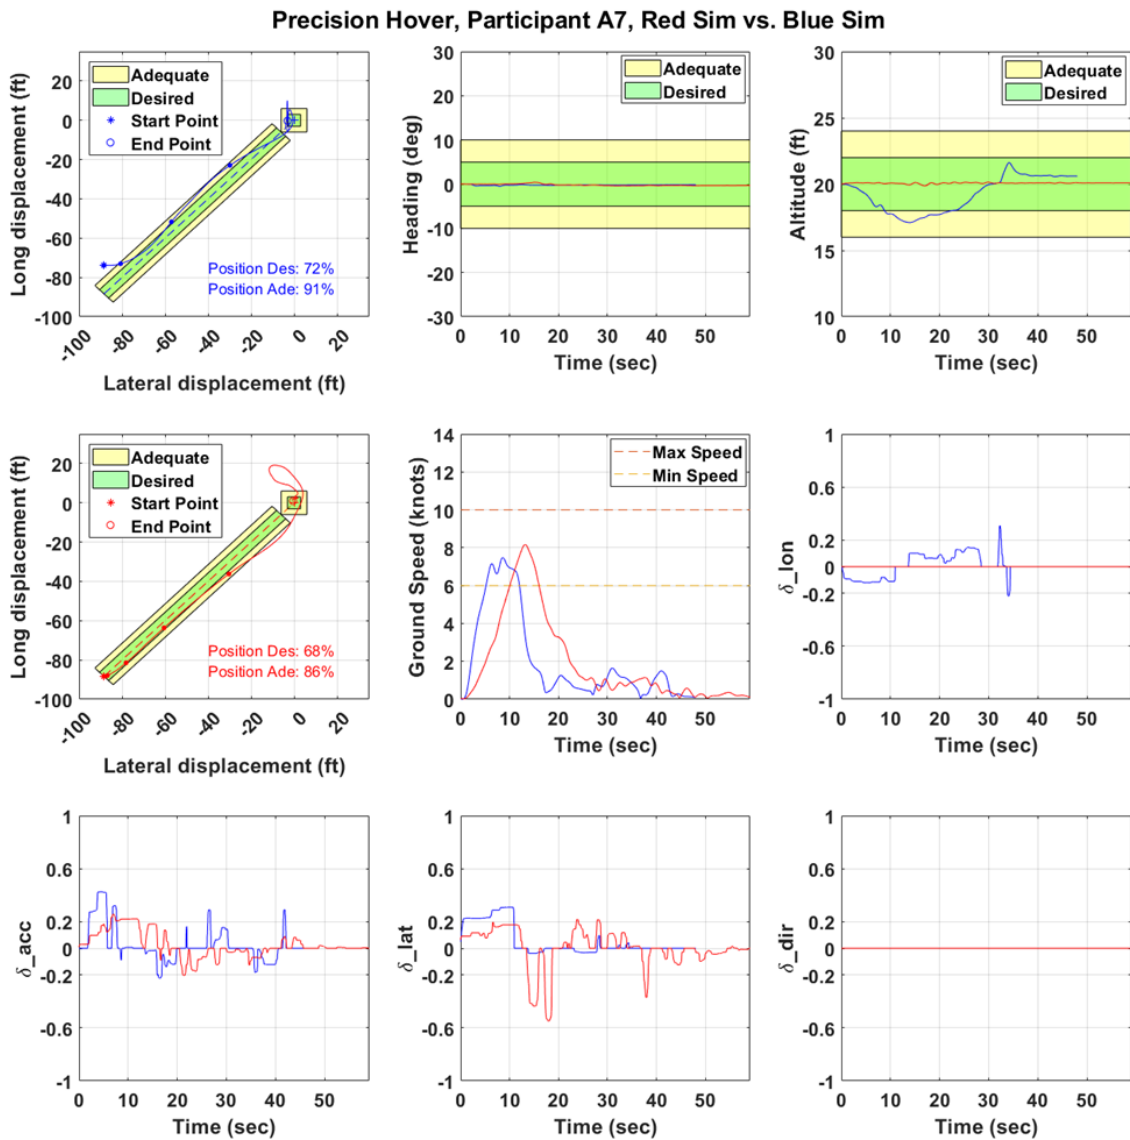 Precision Hover, Participant A7, Red Sim vs. Blue Sim
Long displacement (ft)
20
0
-20
-40
-60
-80
-100
Adequate
Desired
Start Point
End Point
Position Des: 72%
Position Ade: 91%
-100
-80
-60
-40
-20
0
20
Lateral displacement (ft)
Heading (deg)
30
20
10
0
-10
-20
-30
Adequate
Desired
0 10 20 30 40 50
Time (sec)
Altitude (ft)
30
25
20
15
10
Adequate
Desired
0 10 20 30 40 50
Time (sec)
Long displacement (ft)
20
0
-20
-40
-60
-80
-100
Adequate
Desired
Start Point
End Point
Position Des: 68%
Position Ade: 86%
-100
-80
-60
-40
-20
0
20
Lateral displacement (ft)
Ground Speed (knots)
14
12
10
8
6
4
2
0
Max Speed
Min Speed
0 10 20 30 40 50
Time (sec)
δ_lon
1
0.6
0.2
0
-0.2
-0.6
-1
0 10 20 30 40 50
Time (sec)
δ_acc
1
0.6
0.2
0
-0.2
-0.6
-1
0 10 20 30 40 50
Time (sec)
δ_lat
1
0.6
0.2
0
-0.2
-0.6
-1
0 10 20 30 40 50
Time (sec)
δ_dir
1
0.6
0.2
0
-0.2
-0.6
-1
0 10 20 30 40 50
Time (sec)